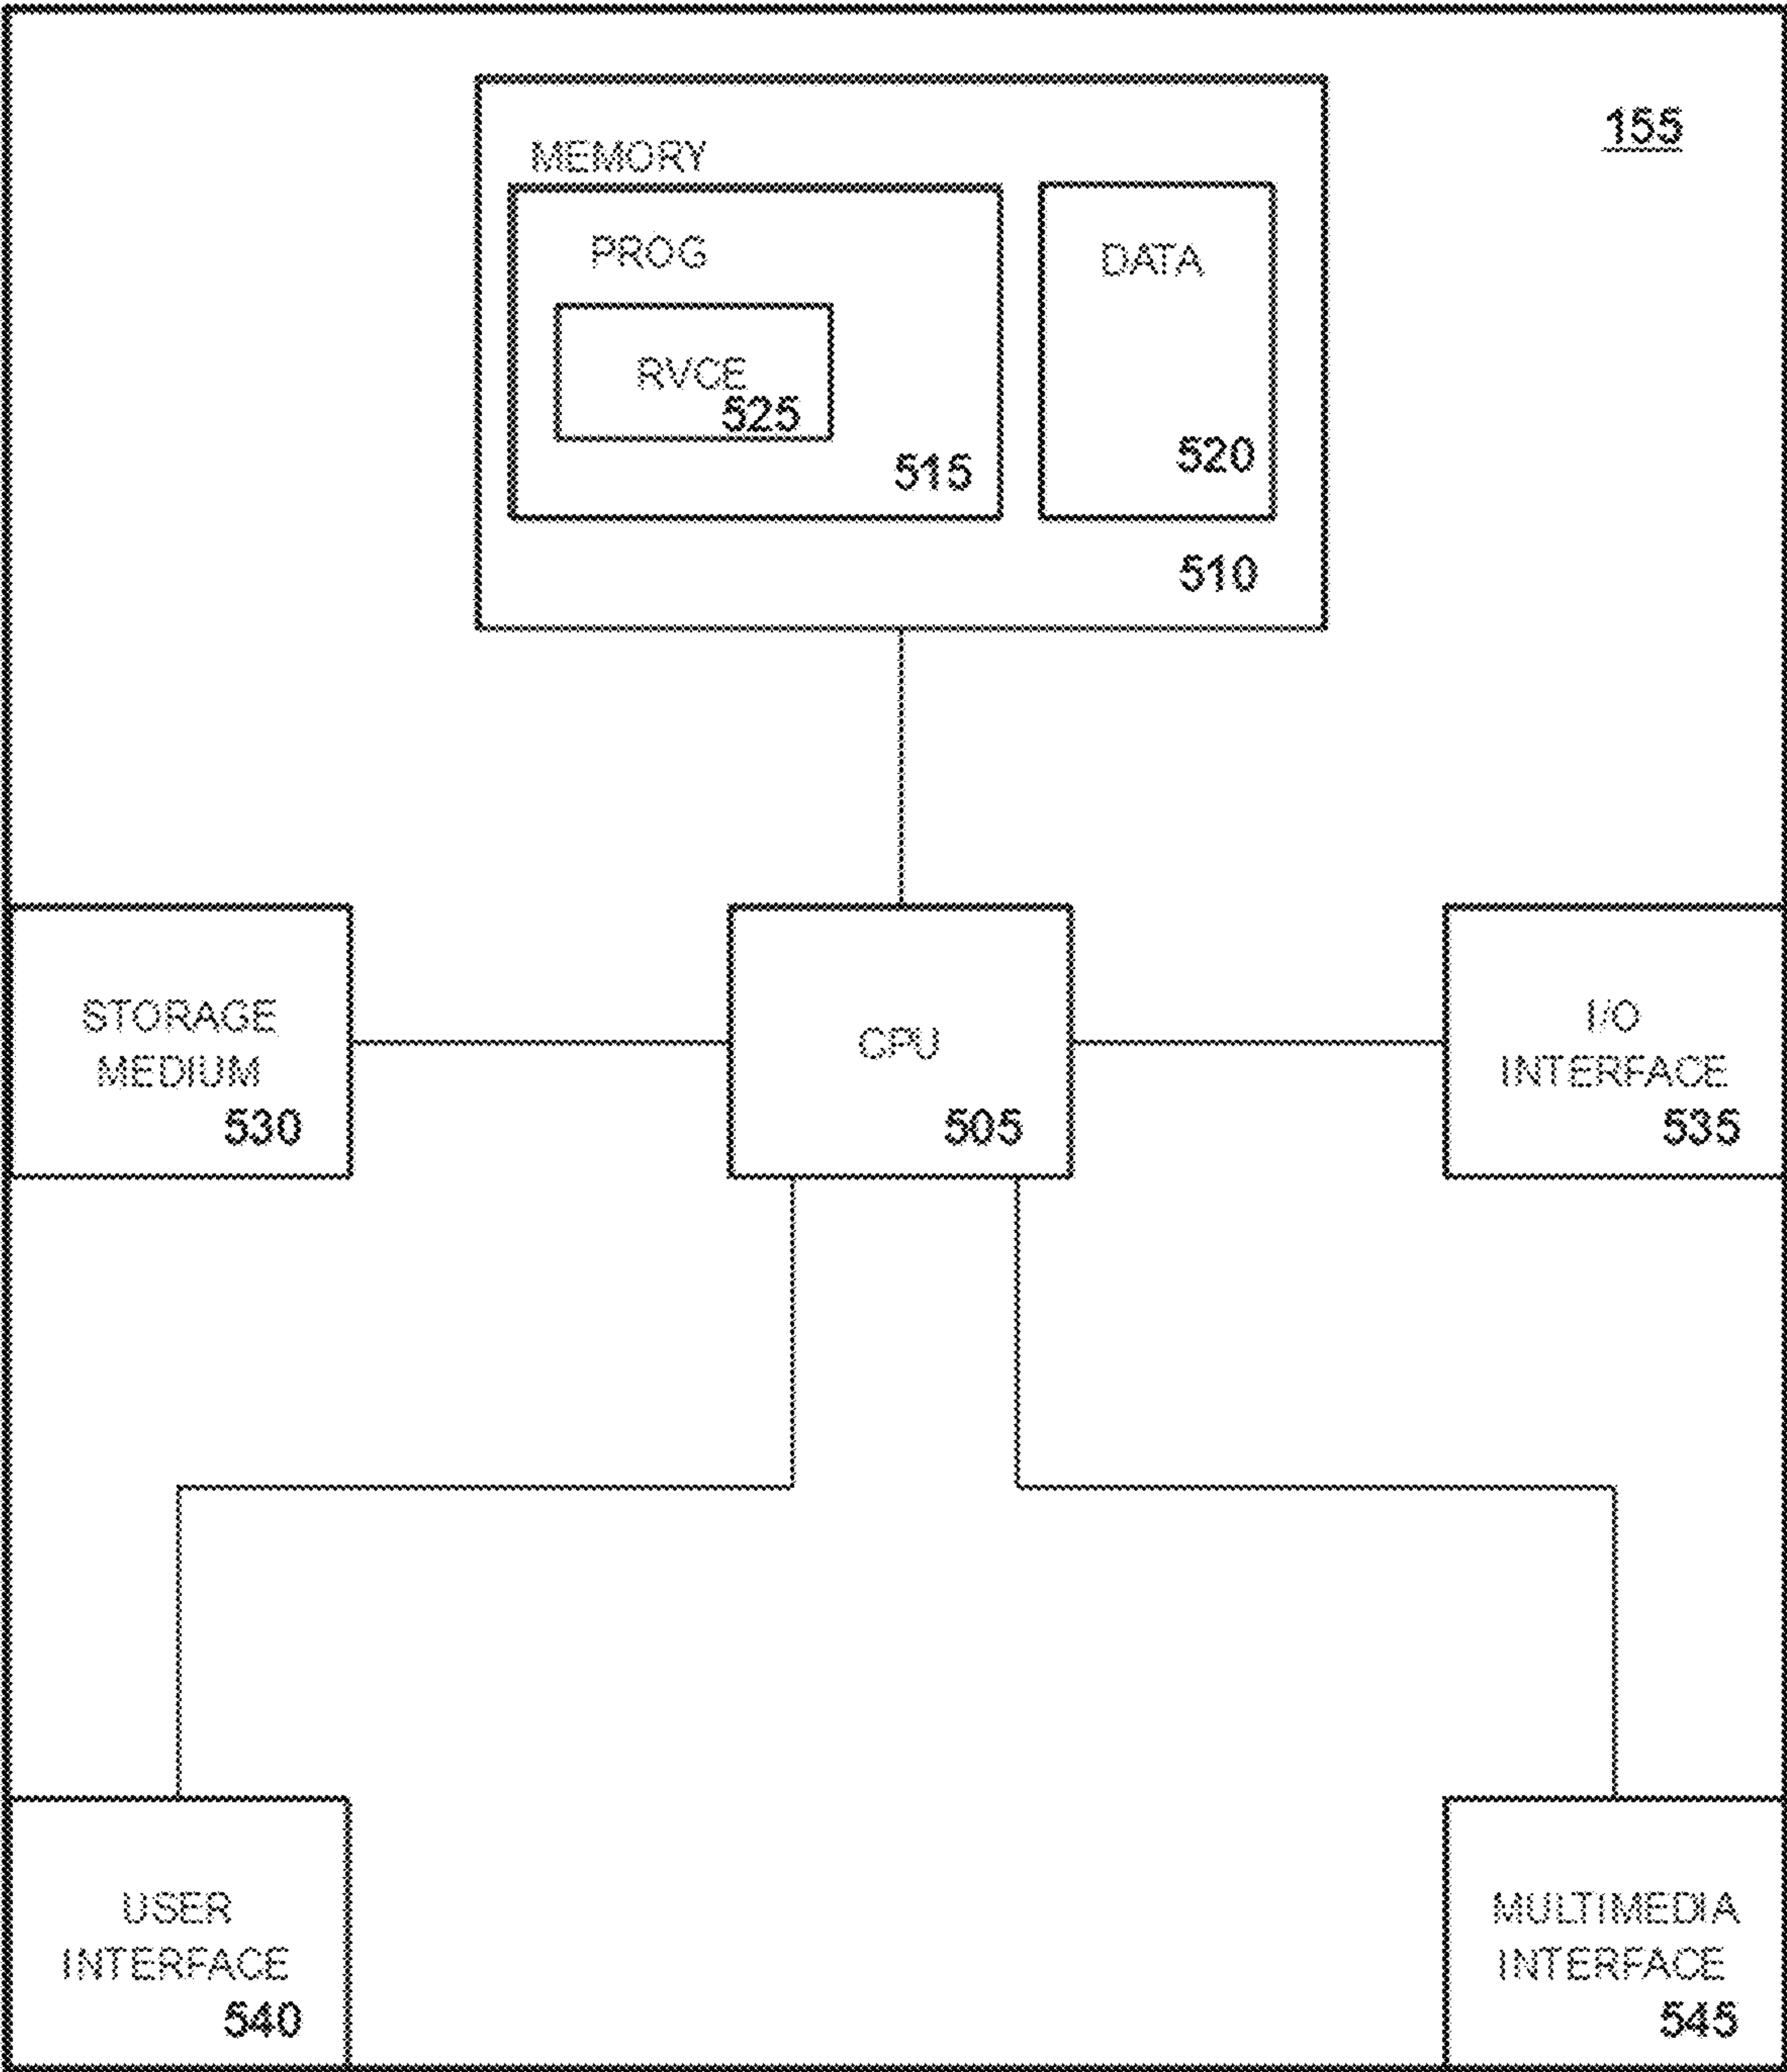 155
MEMORY
PROG
DATA
RVCE
525
515
520
510
STORAGE
MEDIUM
530
CPU
505
I/O
INTERFACE
535
USER
INTERFACE
540
MULTIMEDIA
INTERFACE
545